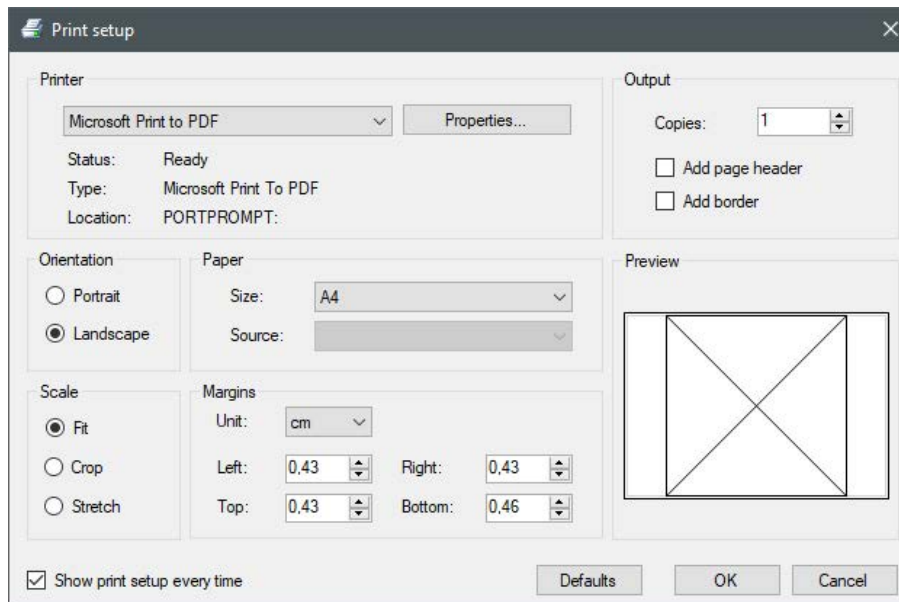 Print setup
Printer
Microsoft Print to PDF
Properties...
Status: Ready
Type: Microsoft Print To PDF
Location: PORTPROMPT:
Output
Copies: 1
Add page header
Add border
Orientation
Portrait
Landscape
Paper
Size: A4
Source:
Preview
Scale
Fit
Crop
Stretch
Margins
Unit: cm
Left: 0,43 Right: 0,43
Top: 0,43 Bottom: 0,46
Show print setup every time
Defaults OK Cancel